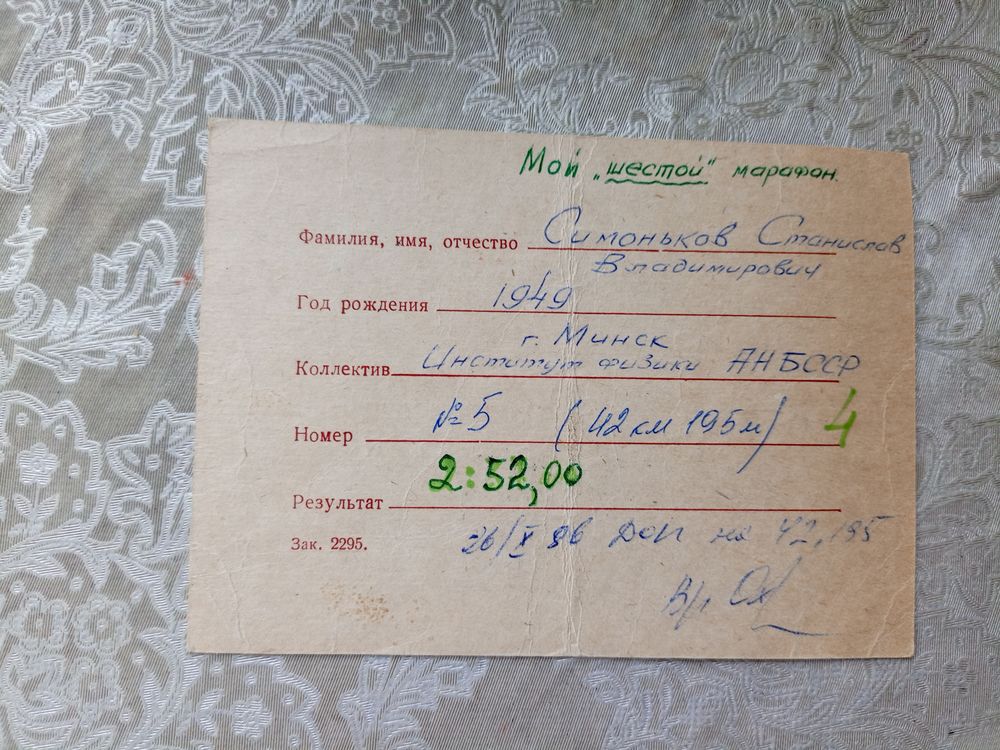 Мой „шестой" марафон.
Фамилия, имя, отчество Симоньков Станислав
Владимирович
Год рождения 1949
г. Минск
Коллектив Институт физики АН БССР
Номер №5 (42 км 195 м) 4
2:52,00
Результат
Зак. 2295.
26/X 86 Доп на 42,195